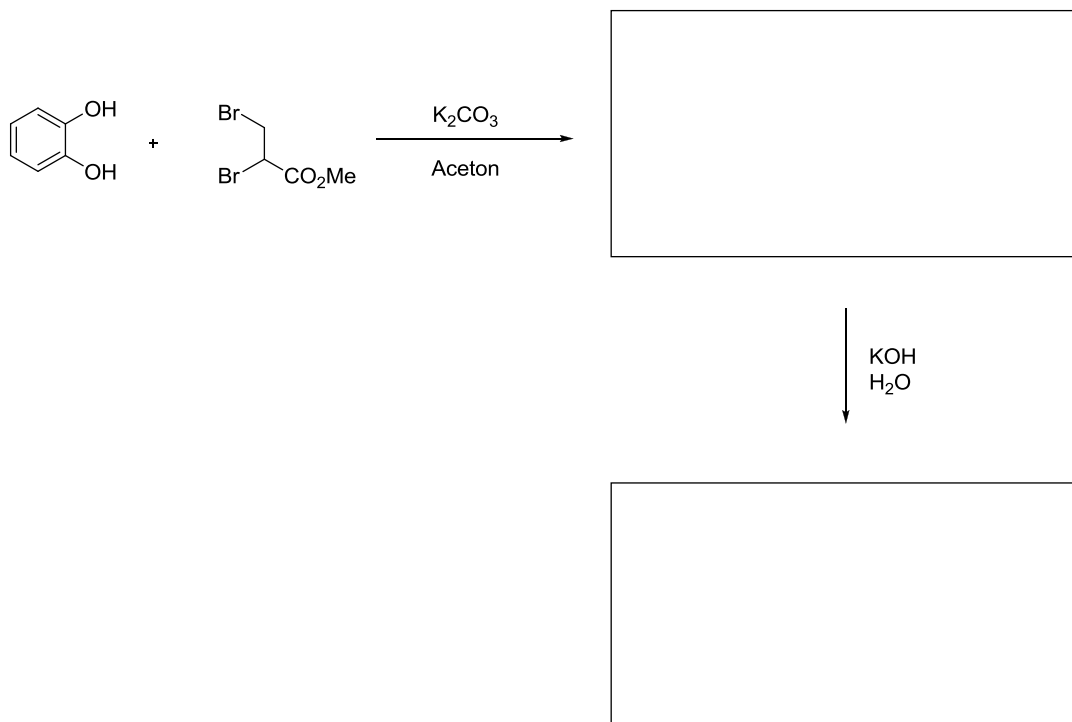 OH
OH
+
Br
Br
CO₂Me
K₂CO₃
Aceton
KOH
H₂O